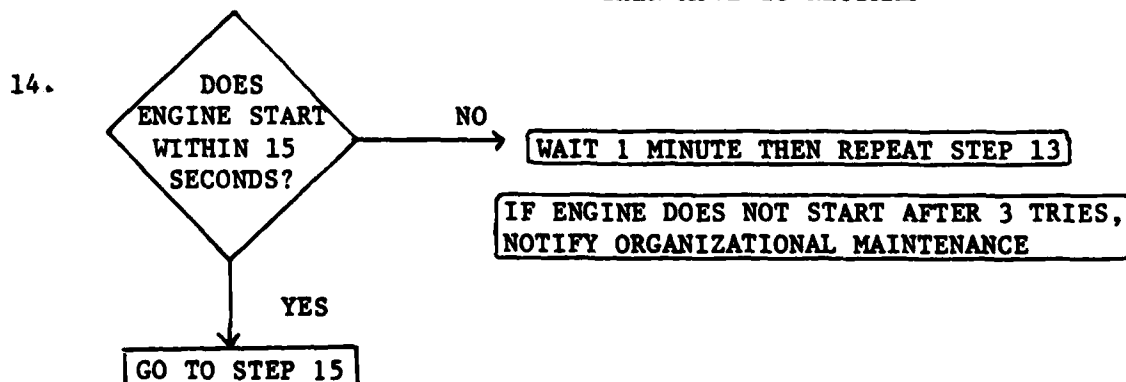 14.
DOES
ENGINE START
WITHIN 15
SECONDS?
NO
WAIT 1 MINUTE THEN REPEAT STEP 13
IF ENGINE DOES NOT START AFTER 3 TRIES,
NOTIFY ORGANIZATIONAL MAINTENANCE
YES
GO TO STEP 15